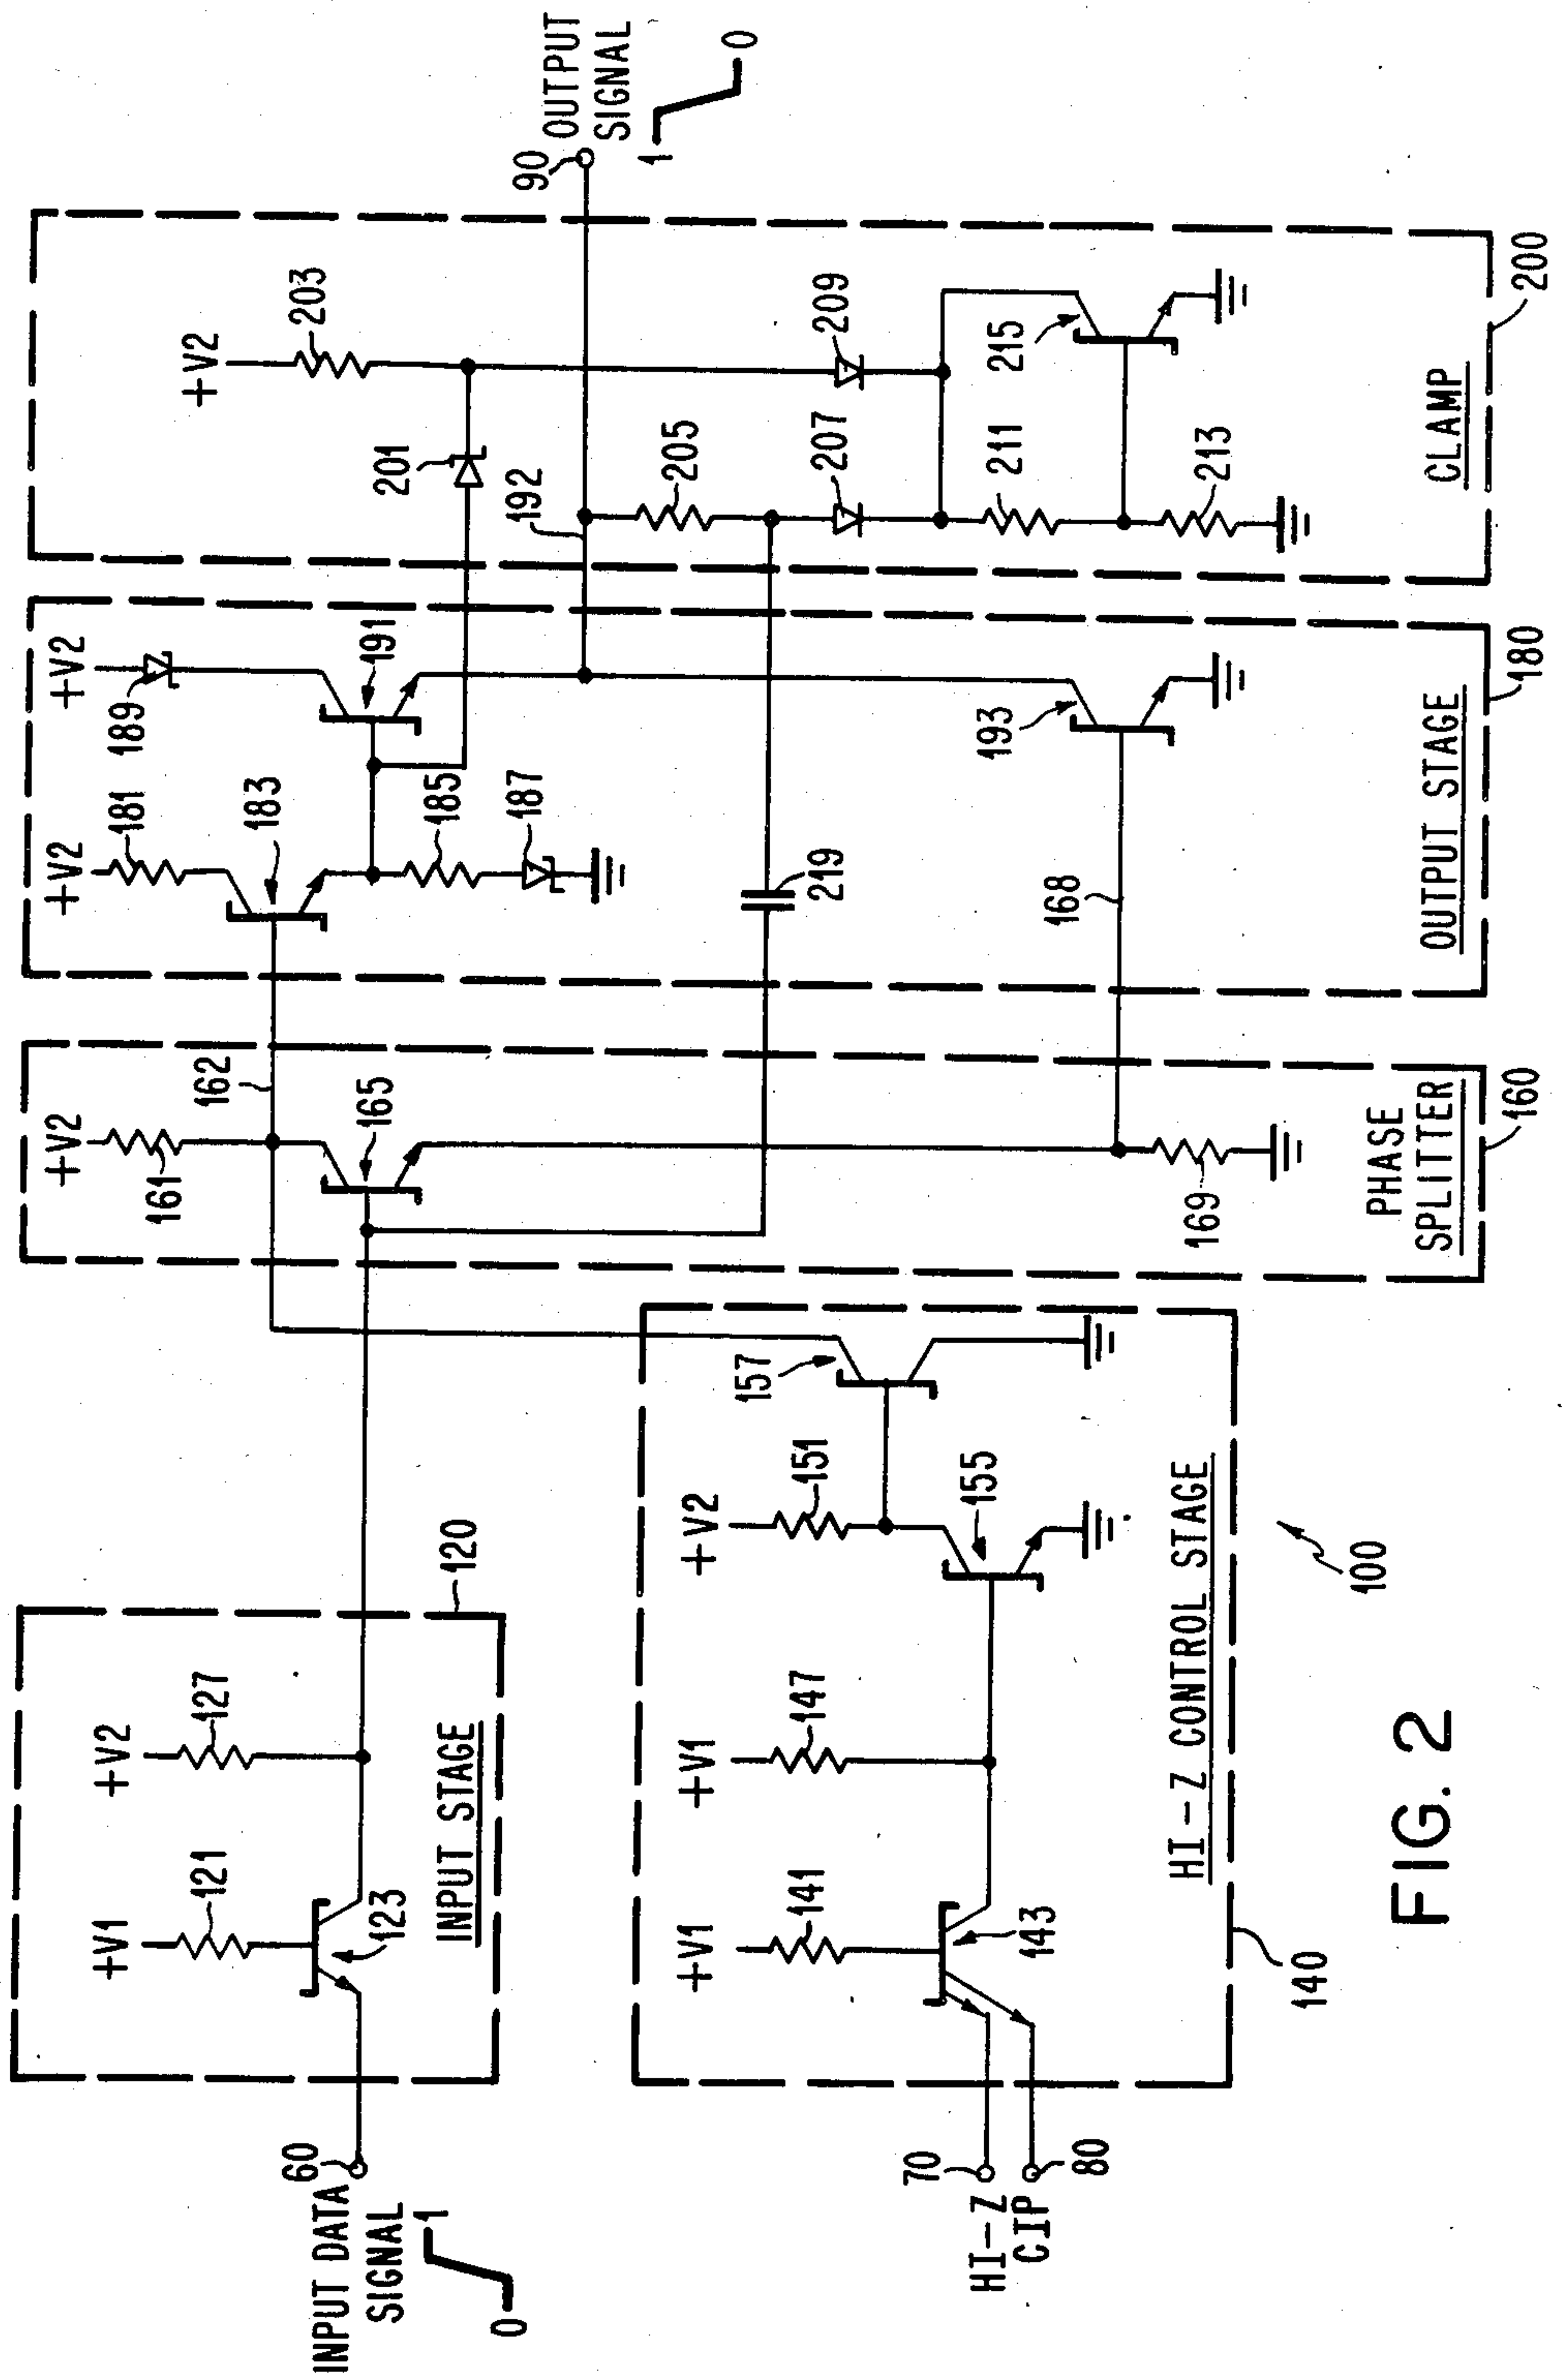 INPUT DATA
SIGNAL
0
1
60
HI-Z
CIP
70
80
+V1
121
+V2
127
123
INPUT STAGE
120
+V1
141
+V1
147
143
+V2
151
155
157
HI-Z CONTROL STAGE
140
100
+V2
161
162
165
169
PHASE
SPLITTER
160
+V2
181
183
+V2
189
191
185
187
219
168
193
OUTPUT STAGE
180
+V2
203
201
192
205
207
209
211
215
213
CLAMP
200
90
OUTPUT
SIGNAL
1
0
FIG. 2